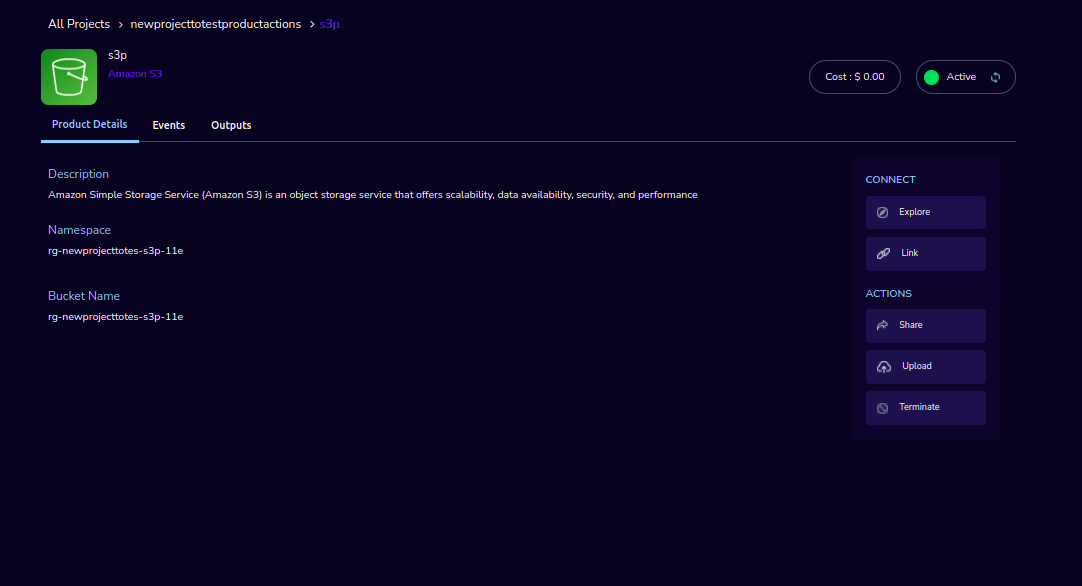 All Projects > newprojecttotestproductactions > s3p
s3p
Amazon S3
Cost : $ 0.00
Active
Product Details
Events
Outputs
Description
Amazon Simple Storage Service (Amazon S3) is an object storage service that offers scalability, data availability, security, and performance
Namespace
rg-newprojecttotes-s3p-11e
Bucket Name
rg-newprojecttotes-s3p-11e
CONNECT
Explore
Link
ACTIONS
Share
Upload
Terminate